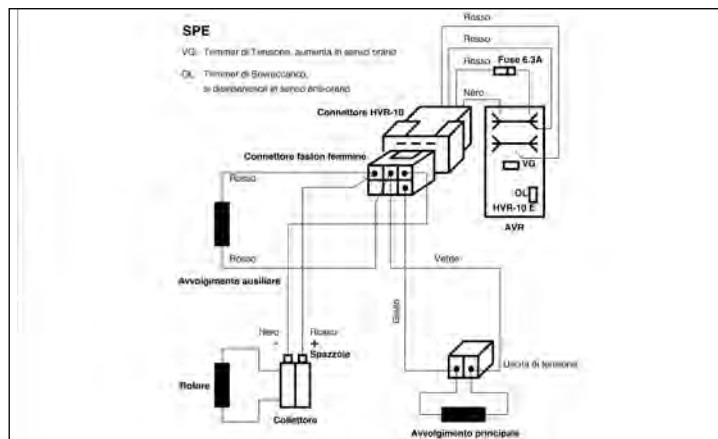 SPE
VG Trimmer di Tensione, aumenta in senso orario
OL Trimmer di Sovraccarico,
si disinserisce in senso anti-orario
Rosso
Rosso
Rosso
Fuse 6.3A
Nero
Connettore HVR-10
Connettore faston femmine
VG
OL
HVR-10 E
AVR
Rosso
Rosso
Avvolgimento ausiliare
Verde
Giallo
Nero
Rosso
-
+
Spazzole
Uscita di tensione
Rotore
Collettore
Avvolgimento principale